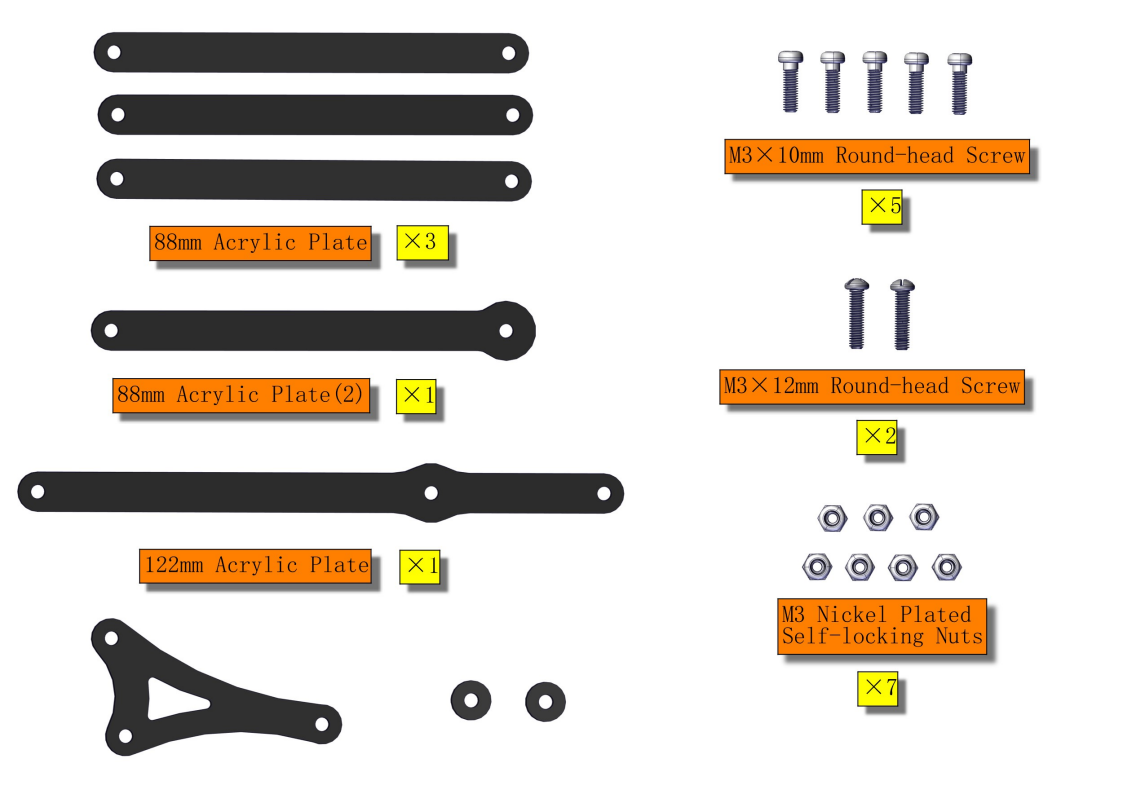 88mm Acrylic Plate
×3
88mm Acrylic Plate(2)
×1
122mm Acrylic Plate
×1
M3×10mm Round-head Screw
×5
M3×12mm Round-head Screw
×2
M3 Nickel Plated
Self-locking Nuts
×7